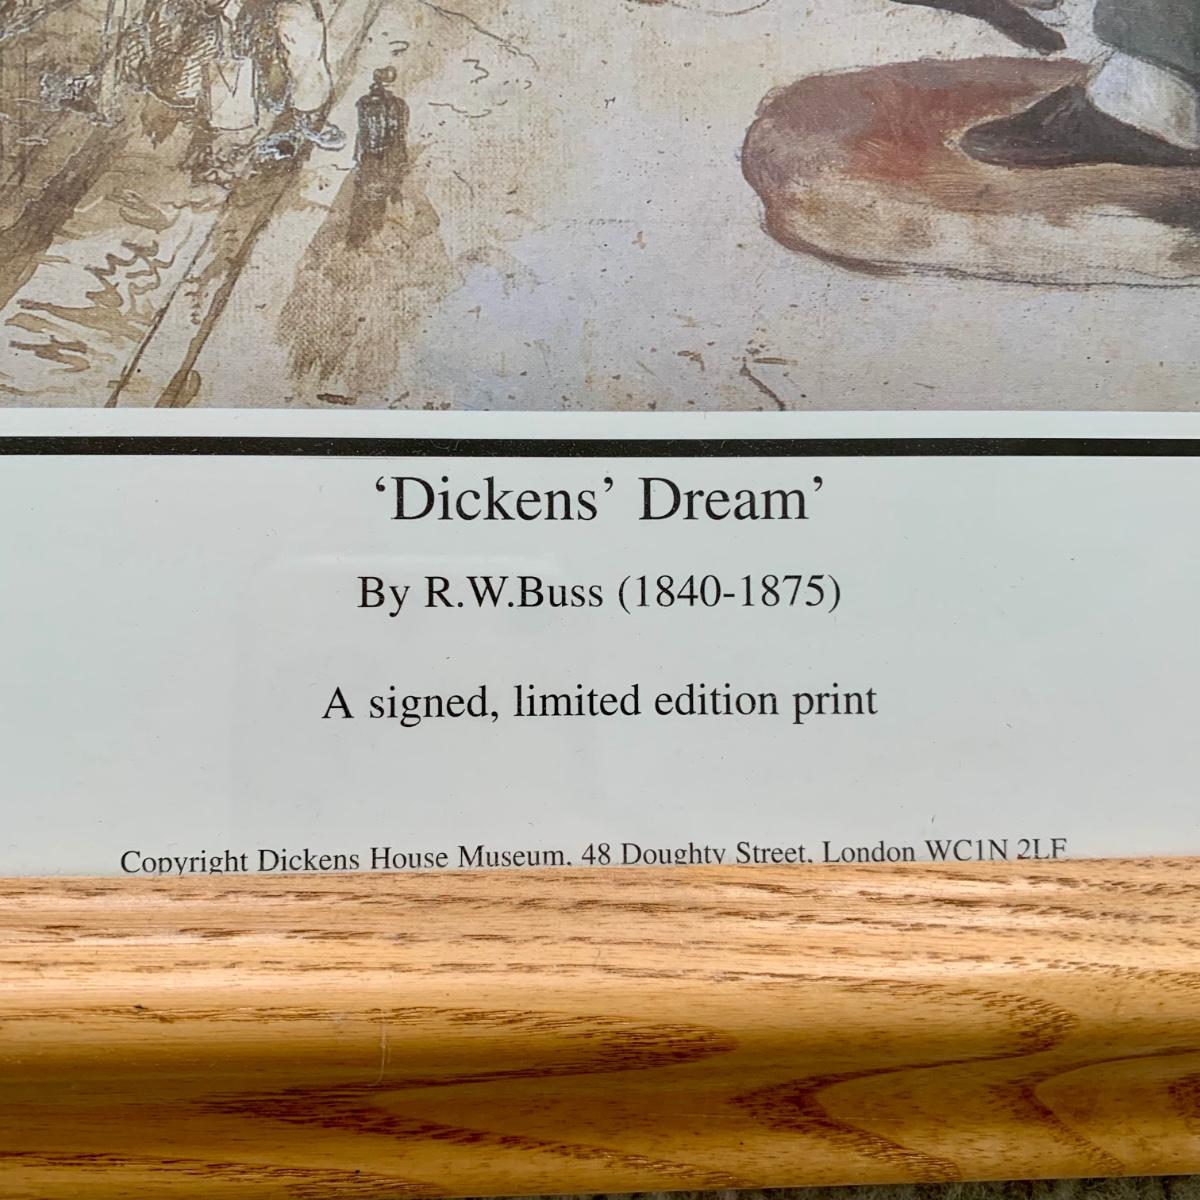 ‘Dickens’ Dream’
By R.W.Buss (1840-1875)
A signed, limited edition print
Copyright Dickens House Museum, 48 Doughty Street, London WC1N 2LF